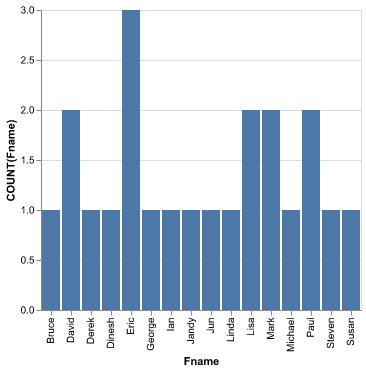 3.0
2.5
2.0
1.5
1.0
0.5
0.0
COUNT(Fname)
Bruce
David
Derek
Dinesh
Eric
George
Ian
Jandy
Jun
Linda
Lisa
Mark
Michael
Paul
Steven
Susan
Fname